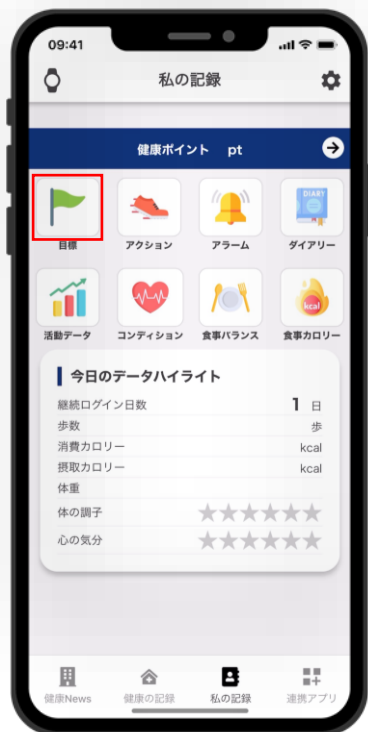 09:41
私の記録
健康ポイント pt
DIARY
目標 アクション アラーム ダイアリー
kcal
活動データ コンディション 食事バランス 食事カロリー
今日のデータハイライト
継続ログイン日数 1 日
歩数 歩
消費カロリー kcal
摂取カロリー kcal
体重
体の調子 ★★★★★★
心の気分 ★★★★★★
健康News 健康の記録 私の記録 連携アプリ